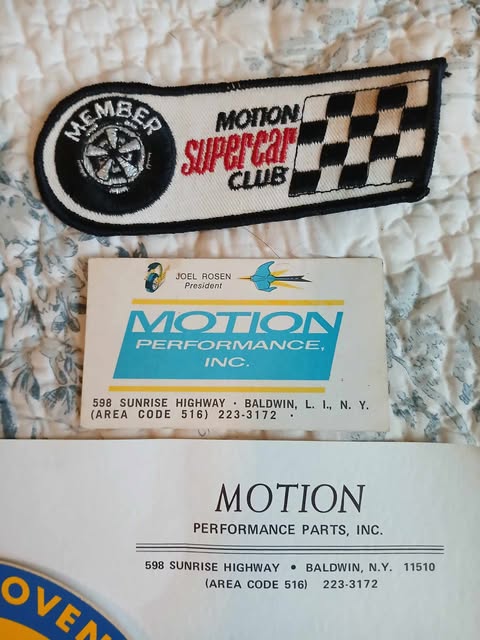 MEMBER
MOTION
supercar
CLUB
JOEL ROSEN
President
MOTION
PERFORMANCE,
INC.
598 SUNRISE HIGHWAY · BALDWIN, L. I., N. Y.
(AREA CODE 516) 223-3172 ·
MOTION
PERFORMANCE PARTS, INC.
598 SUNRISE HIGHWAY • BALDWIN, N.Y. 11510
(AREA CODE 516) 223-3172
OVEN